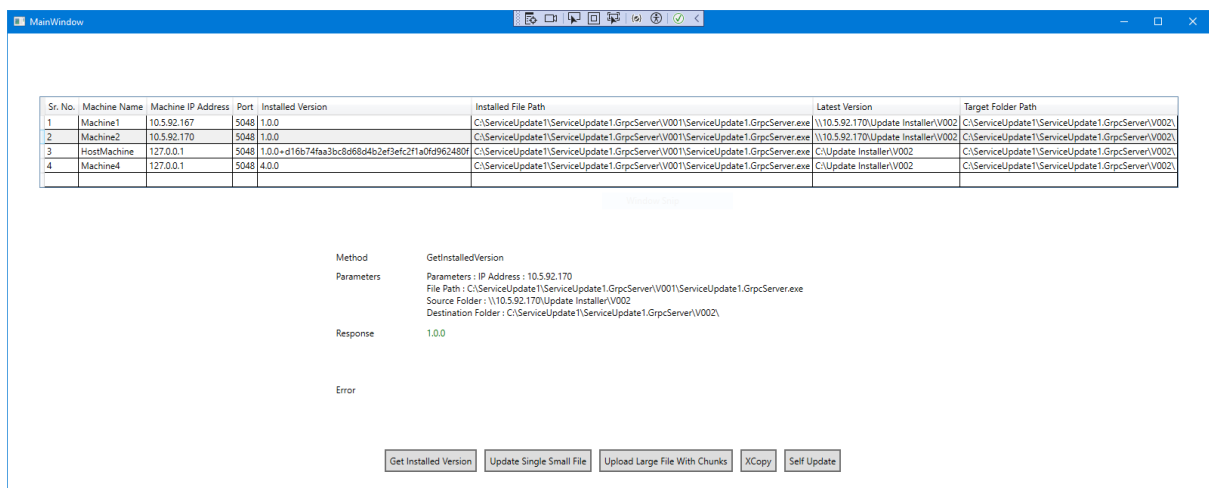 MainWindow
Sr. No. Machine Name Machine IP Address Port Installed Version Installed File Path Latest Version Target Folder Path
1 Machine1 10.5.92.167 5048 1.0.0 C:\ServiceUpdate1\ServiceUpdate1.GrpcServer\V001\ServiceUpdate1.GrpcServer.exe \\10.5.92.170\Update Installer\V002 C:\ServiceUpdate1\ServiceUpdate1.GrpcServer\V002\
2 Machine2 10.5.92.170 5048 1.0.0 C:\ServiceUpdate1\ServiceUpdate1.GrpcServer\V001\ServiceUpdate1.GrpcServer.exe \\10.5.92.170\Update Installer\V002 C:\ServiceUpdate1\ServiceUpdate1.GrpcServer\V002\
3 HostMachine 127.0.0.1 5048 1.0.0+d16b74faa3bc8d68d4b2ef3efc2f1a0fd962480f C:\ServiceUpdate1\ServiceUpdate1.GrpcServer\V001\ServiceUpdate1.GrpcServer.exe C:\Update Installer\V002 C:\ServiceUpdate1\ServiceUpdate1.GrpcServer\V002\
4 Machine4 127.0.0.1 5048 4.0.0 C:\ServiceUpdate1\ServiceUpdate1.GrpcServer\V001\ServiceUpdate1.GrpcServer.exe C:\Update Installer\V002 C:\ServiceUpdate1\ServiceUpdate1.GrpcServer\V002\
Method GetInstalledVersion
Parameters Parameters : IP Address : 10.5.92.170
File Path : C:\ServiceUpdate1\ServiceUpdate1.GrpcServer\V001\ServiceUpdate1.GrpcServer.exe
Source Folder : \\10.5.92.170\Update Installer\V002
Destination Folder : C:\ServiceUpdate1\ServiceUpdate1.GrpcServer\V002\
Response 1.0.0
Error
Get Installed Version Update Single Small File Upload Large File With Chunks XCopy Self Update